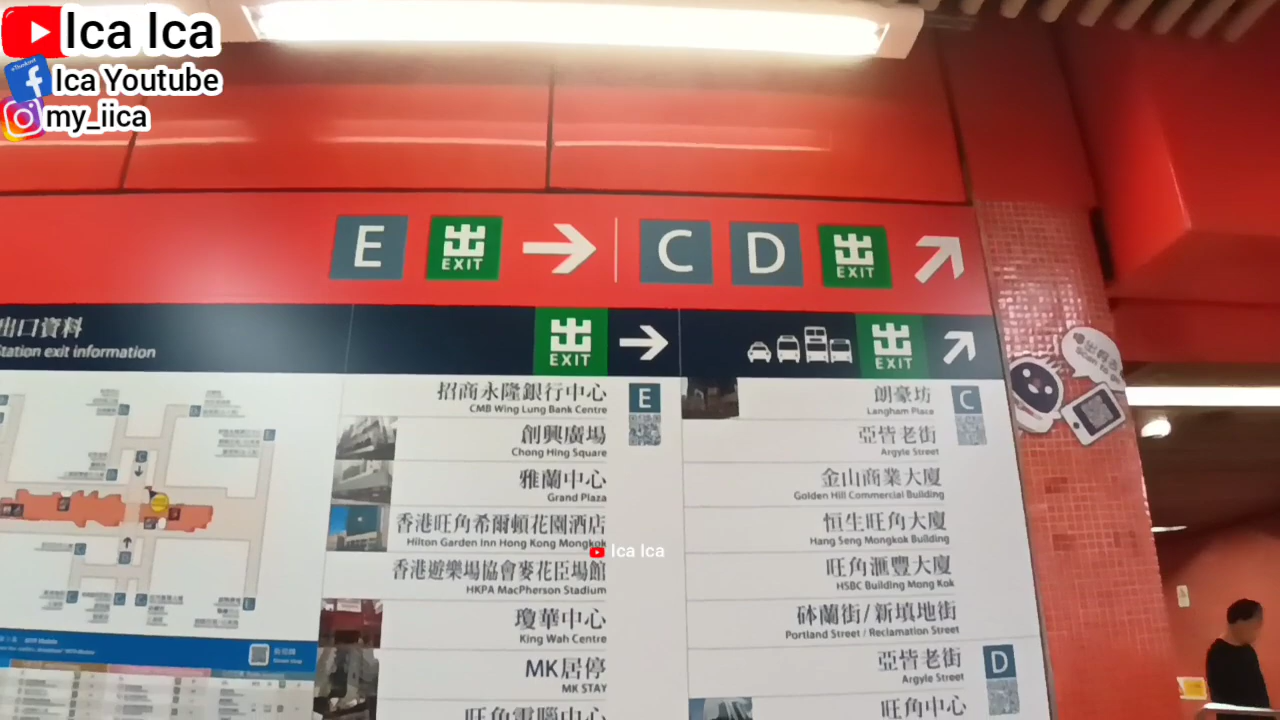 Ica Ica
Ica Youtube
my_iica
E 出 EXIT
C D 出 EXIT
出口資料
Station exit information
出 EXIT
出 EXIT
招商永隆銀行中心
CMB Wing Lung Bank Centre
E
創興廣場
Chong Hing Square
雅蘭中心
Grand Plaza
香港旺角希爾頓花園酒店
Hilton Garden Inn Hong Kong Mongkok
香港遊樂場協會麥花臣場館
HKPA MacPherson Stadium
瓊華中心
King Wah Centre
MK居停
MK STAY
旺角電腦中心
朗豪坊
Langham Place
C
亞皆老街
Argyle Street
金山商業大廈
Golden Hill Commercial Building
恒生旺角大廈
Hang Seng Mongkok Building
旺角滙豐大廈
HSBC Building Mong Kok
砵蘭街/新填地街
Portland Street / Reclamation Street
亞皆老街
Argyle Street
D
旺角中心
Ica Ica